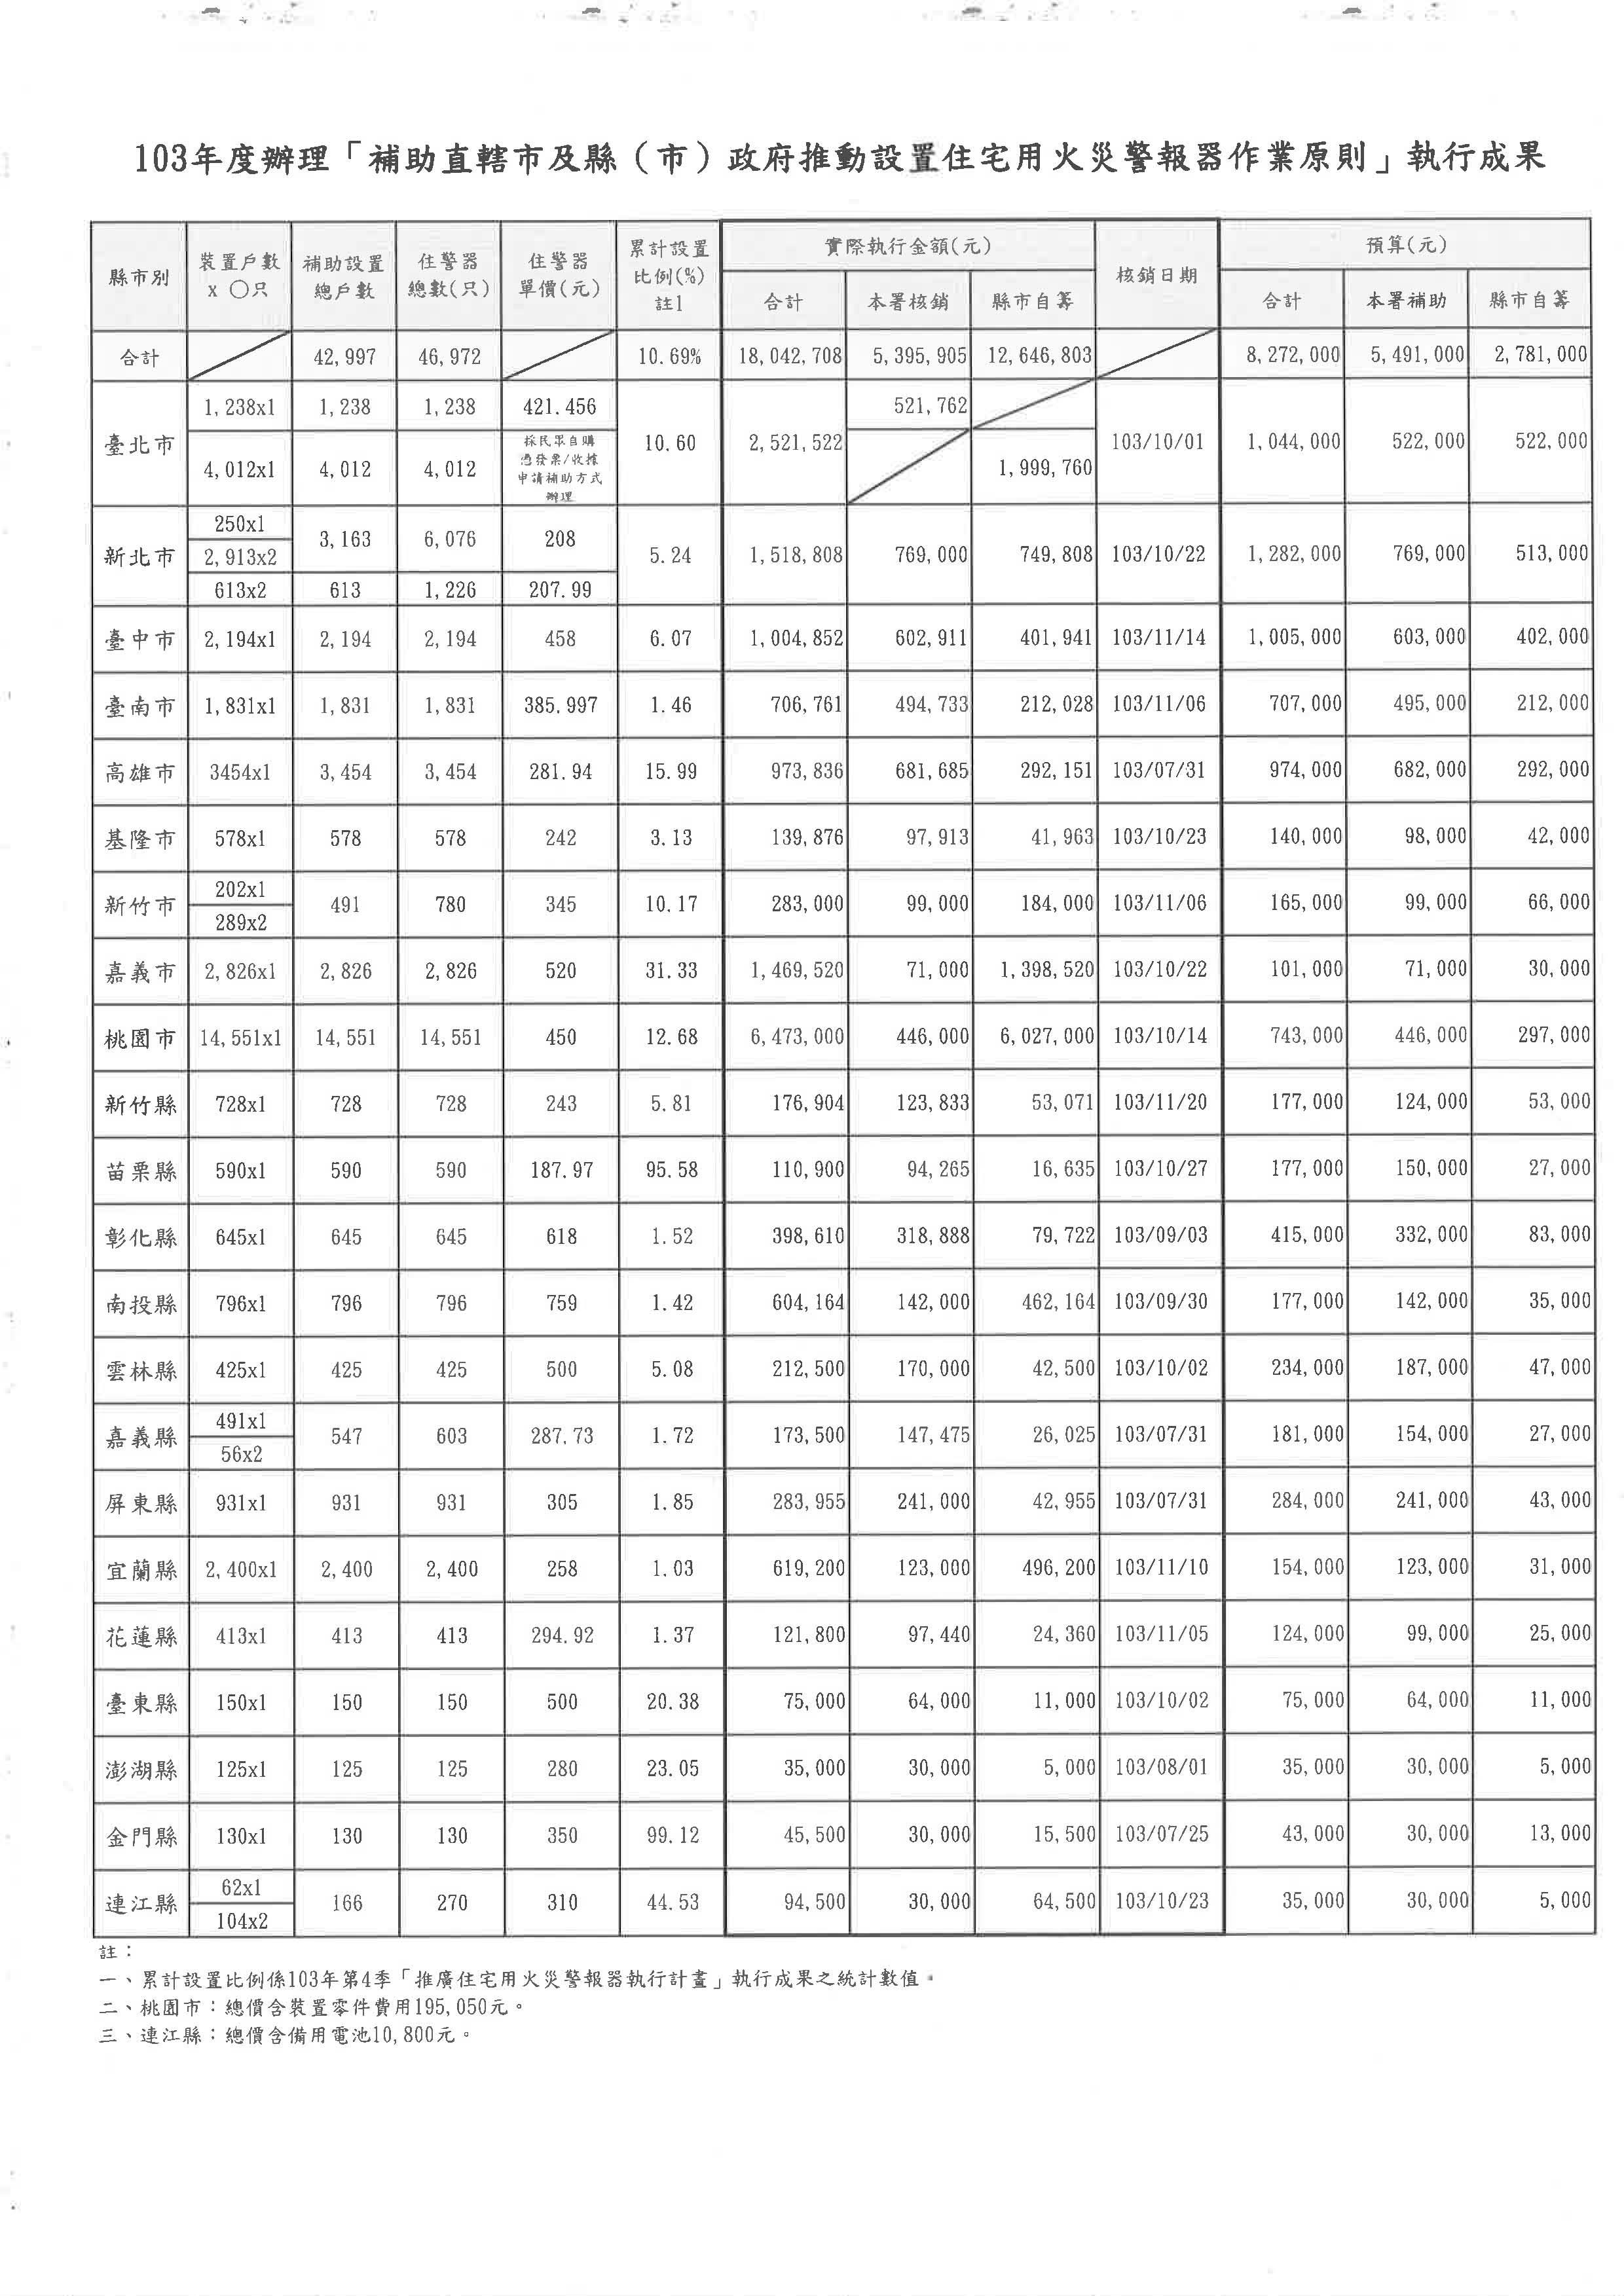 103年度辦理「補助直轄市及縣（市）政府推動設置住宅用火災警報器作業原則」執行成果
縣市別 裝置戶數 x ○只 補助設置總戶數 住警器總數(只) 住警器單價(元) 累計設置比例(%) 註1 實際執行金額(元) 核銷日期 預算(元)
合計 本署核銷 縣市自籌 合計 本署補助 縣市自籌
合計 42,997 46,972 10.69% 18,042,708 5,395,905 12,646,803 8,272,000 5,491,000 2,781,000
臺北市 1,238x1 1,238 1,238 421.456 10.60 2,521,522 521,762 103/10/01 1,044,000 522,000 522,000
4,012x1 4,012 4,012 採民眾自購憑發票/收據申請補助方式辦理 1,999,760
新北市 250x1 3,163 6,076 208 5.24 1,518,808 769,000 749,808 103/10/22 1,282,000 769,000 513,000
2,913x2
613x2 613 1,226 207.99
臺中市 2,194x1 2,194 2,194 458 6.07 1,004,852 602,911 401,941 103/11/14 1,005,000 603,000 402,000
臺南市 1,831x1 1,831 1,831 385.997 1.46 706,761 494,733 212,028 103/11/06 707,000 495,000 212,000
高雄市 3454x1 3,454 3,454 281.94 15.99 973,836 681,685 292,151 103/07/31 974,000 682,000 292,000
基隆市 578x1 578 578 242 3.13 139,876 97,913 41,963 103/10/23 140,000 98,000 42,000
新竹市 202x1 491 780 345 10.17 283,000 99,000 184,000 103/11/06 165,000 99,000 66,000
289x2
嘉義市 2,826x1 2,826 2,826 520 31.33 1,469,520 71,000 1,398,520 103/10/22 101,000 71,000 30,000
桃園市 14,551x1 14,551 14,551 450 12.68 6,473,000 446,000 6,027,000 103/10/14 743,000 446,000 297,000
新竹縣 728x1 728 728 243 5.81 176,904 123,833 53,071 103/11/20 177,000 124,000 53,000
苗栗縣 590x1 590 590 187.97 95.58 110,900 94,265 16,635 103/10/27 177,000 150,000 27,000
彰化縣 645x1 645 645 618 1.52 398,610 318,888 79,722 103/09/03 415,000 332,000 83,000
南投縣 796x1 796 796 759 1.42 604,164 142,000 462,164 103/09/30 177,000 142,000 35,000
雲林縣 425x1 425 425 500 5.08 212,500 170,000 42,500 103/10/02 234,000 187,000 47,000
嘉義縣 491x1 547 603 287.73 1.72 173,500 147,475 26,025 103/07/31 181,000 154,000 27,000
56x2
屏東縣 931x1 931 931 305 1.85 283,955 241,000 42,955 103/07/31 284,000 241,000 43,000
宜蘭縣 2,400x1 2,400 2,400 258 1.03 619,200 123,000 496,200 103/11/10 154,000 123,000 31,000
花蓮縣 413x1 413 413 294.92 1.37 121,800 97,440 24,360 103/11/05 124,000 99,000 25,000
臺東縣 150x1 150 150 500 20.38 75,000 64,000 11,000 103/10/02 75,000 64,000 11,000
澎湖縣 125x1 125 125 280 23.05 35,000 30,000 5,000 103/08/01 35,000 30,000 5,000
金門縣 130x1 130 130 350 99.12 45,500 30,000 15,500 103/07/25 43,000 30,000 13,000
連江縣 62x1 166 270 310 44.53 94,500 30,000 64,500 103/10/23 35,000 30,000 5,000
104x2
註：
一、累計設置比例係103年第4季「推廣住宅用火災警報器執行計畫」執行成果之統計數值。
二、桃園市：總價含裝置零件費用195,050元。
三、連江縣：總價含備用電池10,800元。